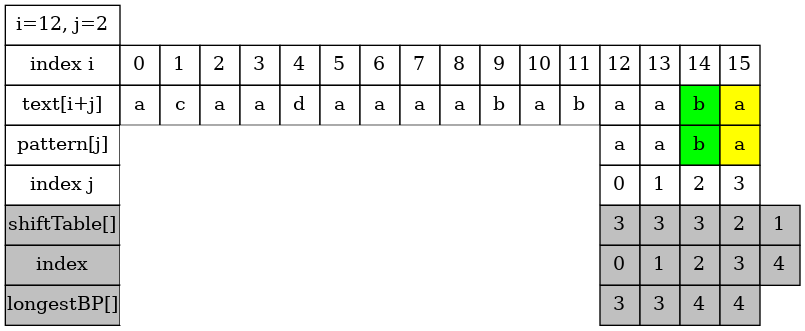 i=12, j=2
index i 0 1 2 3 4 5 6 7 8 9 10 11 12 13 14 15
text[i+j] a c a a d a a a a b a b a a b a
pattern[j] a a b a
index j 0 1 2 3
shiftTable[] 3 3 3 2 1
index 0 1 2 3 4
longestBP[] 3 3 4 4